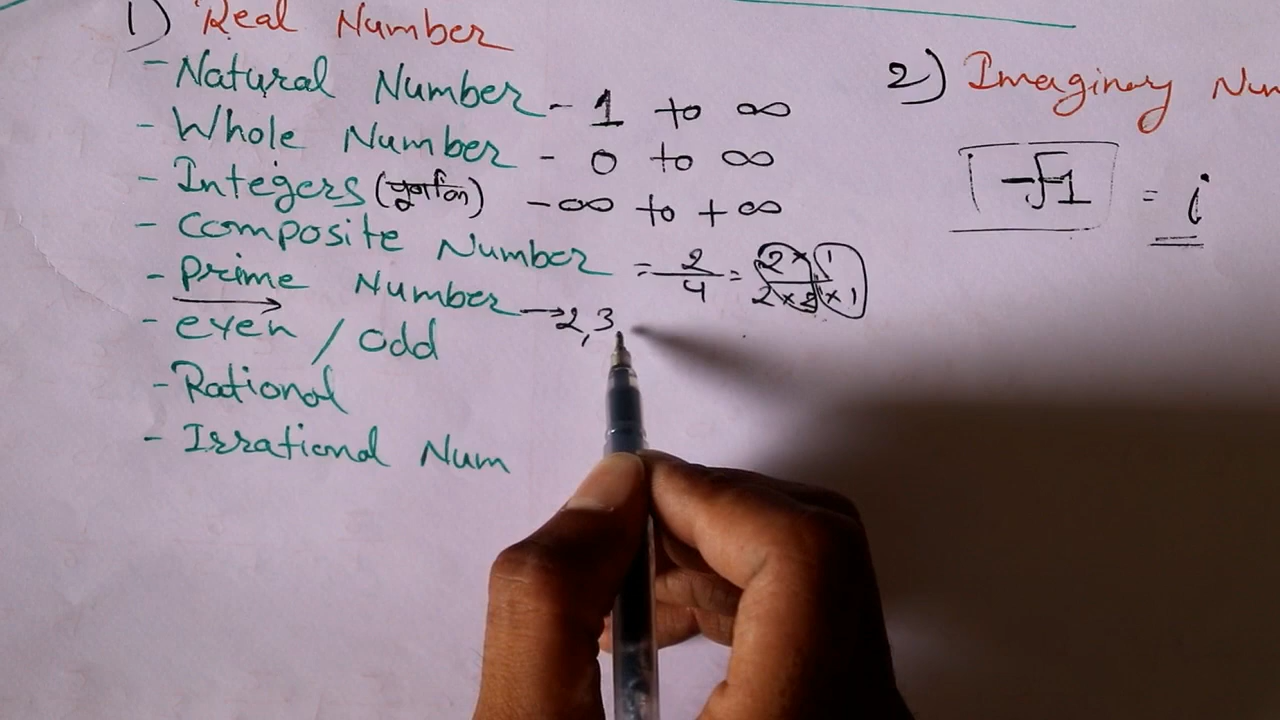 1) Real Number
- Natural Number - 1 to ∞
- Whole Number - 0 to ∞
- Integers (पूर्णांक) - ∞ to + ∞
- Composite Number = 2/4 = 2×1/2×2×1
- Prime Number → 2, 3,
- even / odd
- Rational
- Irrational Num
2) Imaginary Num
-√1 = i